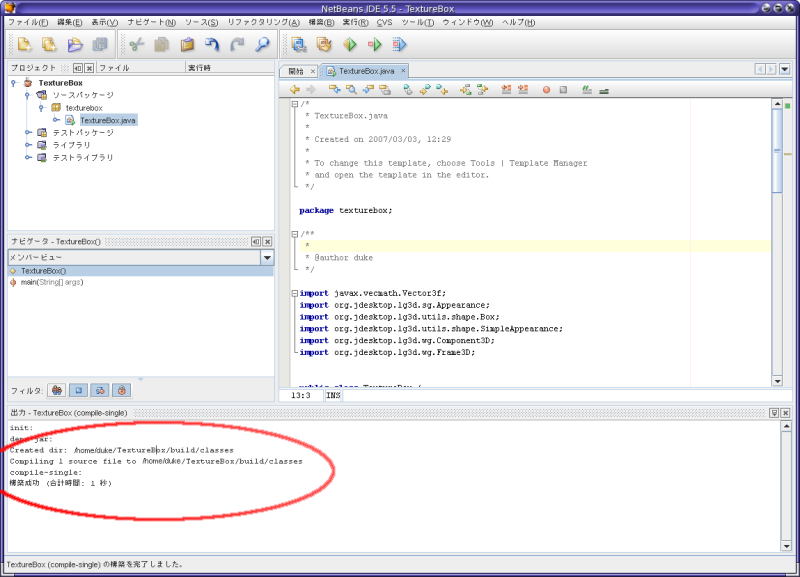 NetBeans IDE 5.5 - TextureBox
ファイル(F) 編集(E) 表示(V) ナビゲート(N) ソース(S) リファクタリング(A) 構築(B) 実行(R) CVS ツール(T) ウィンドウ(W) ヘルプ(H)
プロジェクト ファイル 実行時
TextureBox
ソースパッケージ
texturebox
TextureBox.java
テストパッケージ
ライブラリ
テストライブラリ
ナビゲータ - TextureBox()
メンバービュー
TextureBox()
main(String[] args)
フィルタ:
開始 TextureBox.java
/*
* TextureBox.java
*
* Created on 2007/03/03, 12:29
*
* To change this template, choose Tools | Template Manager
* and open the template in the editor.
*/
package texturebox;
/**
*
* @author duke
*/
import javax.vecmath.Vector3f;
import org.jdesktop.lg3d.sg.Appearance;
import org.jdesktop.lg3d.utils.shape.Box;
import org.jdesktop.lg3d.utils.shape.SimpleAppearance;
import org.jdesktop.lg3d.wg.Component3D;
import org.jdesktop.lg3d.wg.Frame3D;
public class TextureBox {
13:3 INS
出力 - TextureBox (compile-single)
init:
deps-jar:
Created dir: /home/duke/TextureBox/build/classes
Compiling 1 source file to /home/duke/TextureBox/build/classes
compile-single:
構築成功 (合計時間: 1 秒)
TextureBox (compile-single) の構築を完了しました。